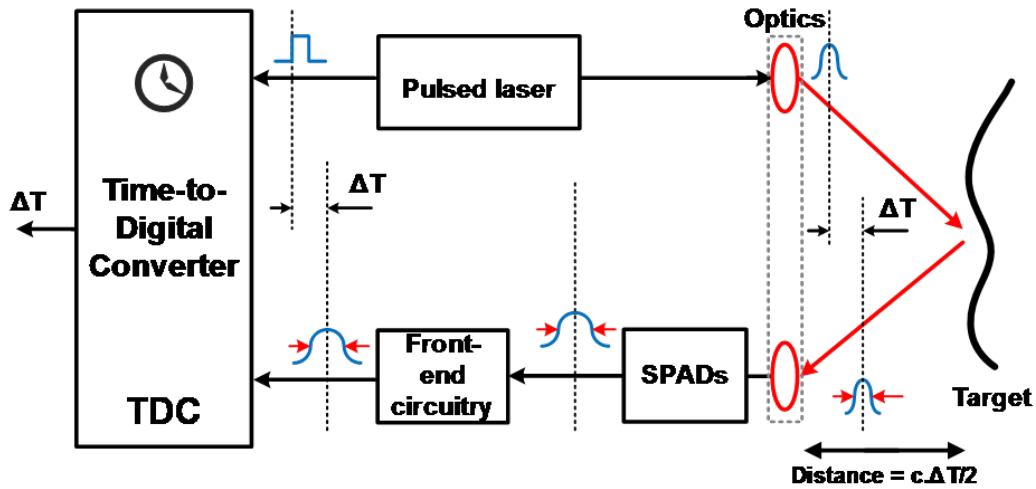 Optics
Pulsed laser
ΔT
Time-to-
Digital
Converter
ΔT
ΔT
Front-
end
circuitry
SPADs
TDC
Target
Distance = c.ΔT/2